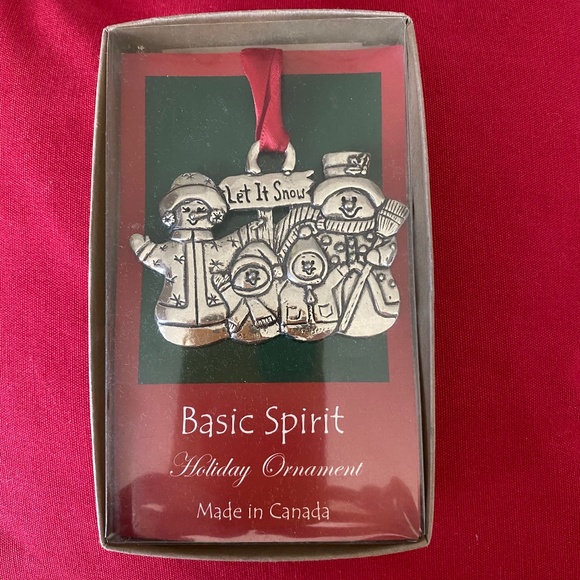 Let It Snow
Basic Spirit
Holiday Ornament
Made in Canada